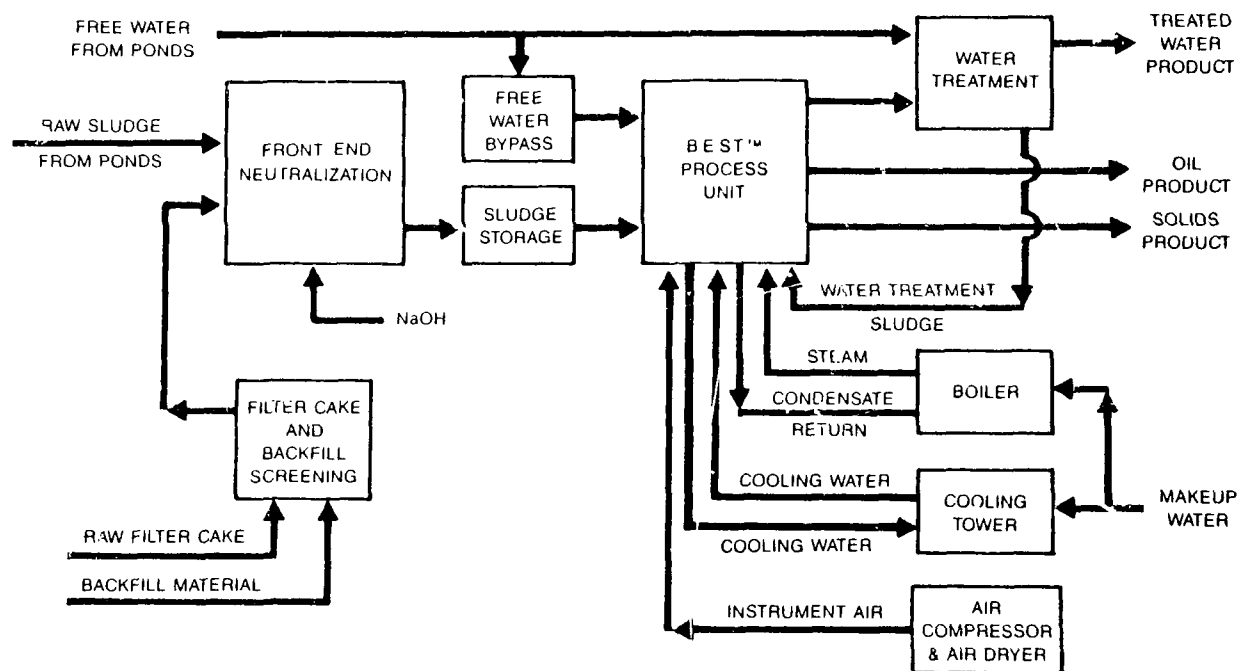 FREE WATER
FROM PONDS
TREATED
WATER
PRODUCT
WATER
TREATMENT
FREE
WATER
BYPASS
B.E.S.T.™
PROCESS
UNIT
RAW SLUDGE
FROM PONDS
FRONT END
NEUTRALIZATION
OIL
PRODUCT
SLUDGE
STORAGE
SOLIDS
PRODUCT
NaOH
WATER TREATMENT
SLUDGE
STEAM
BOILER
CONDENSATE
RETURN
FILTER CAKE
AND
BACKFILL
SCREENING
COOLING WATER
COOLING
TOWER
MAKEUP
WATER
COOLING WATER
RAW FILTER CAKE
BACKFILL MATERIAL
INSTRUMENT AIR
AIR
COMPRESSOR
& AIR DRYER